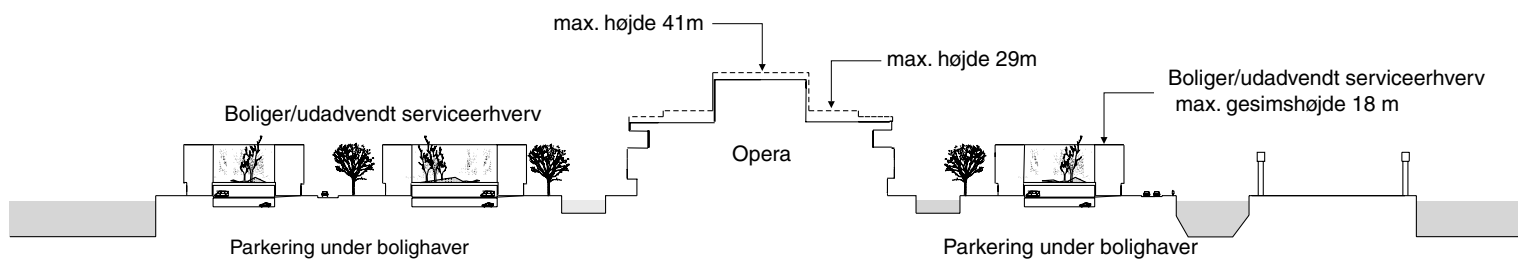 max. højde 41m
max. højde 29m
Boliger/udadvendt serviceerhverv
max. gesimshøjde 18 m
Boliger/udadvendt serviceerhverv
Opera
Parkering under bolighaver
Parkering under bolighaver